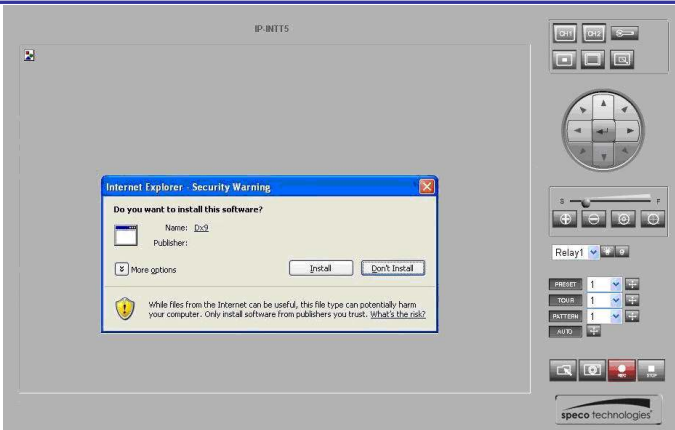 IP-INTT5
CH1 CH2
Internet Explorer - Security Warning
Do you want to install this software?
Name: Dx9
Publisher:
More options
Install
Don't Install
While files from the Internet can be useful, this file type can potentially harm
your computer. Only install software from publishers you trust. What's the risk?
S F
Relay1
PRESET 1
TOUR 1
PATTERN 1
AUTO
REC STOP
speco technologies